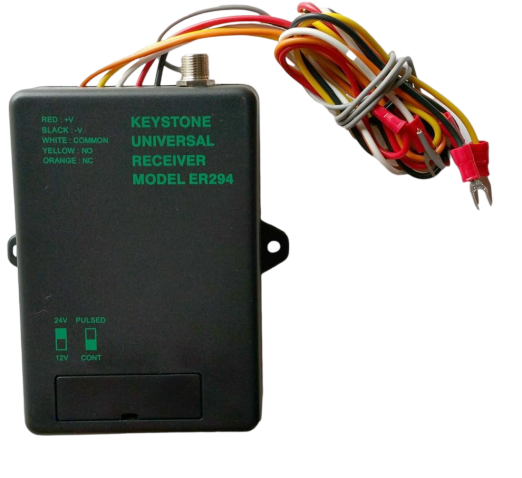 RED : +V
BLACK : -V
WHITE : COMMON
YELLOW : NO
ORANGE : NC
KEYSTONE
UNIVERSAL
RECEIVER
MODEL ER294
24V PULSED
12V CONT